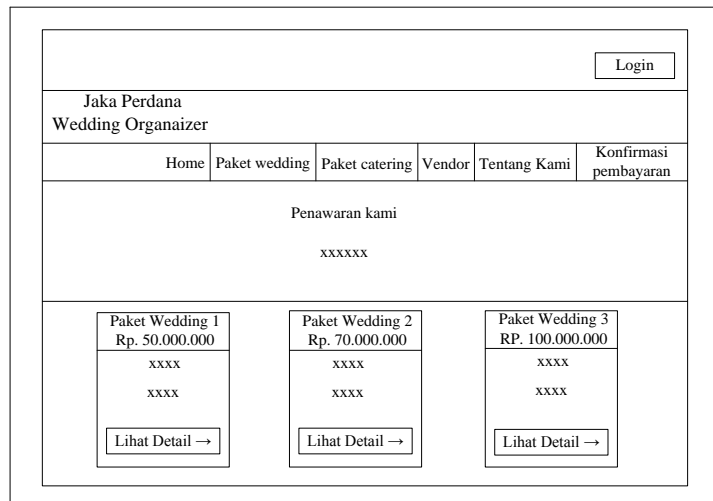 Login
Jaka Perdana
Wedding Organaizer
Home Paket wedding Paket catering Vendor Tentang Kami Konfirmasi pembayaran
Penawaran kami
xxxxxx
Paket Wedding 1
Rp. 50.000.000
xxxx
xxxx
Lihat Detail →
Paket Wedding 2
Rp. 70.000.000
xxxx
xxxx
Lihat Detail →
Paket Wedding 3
RP. 100.000.000
xxxx
xxxx
Lihat Detail →